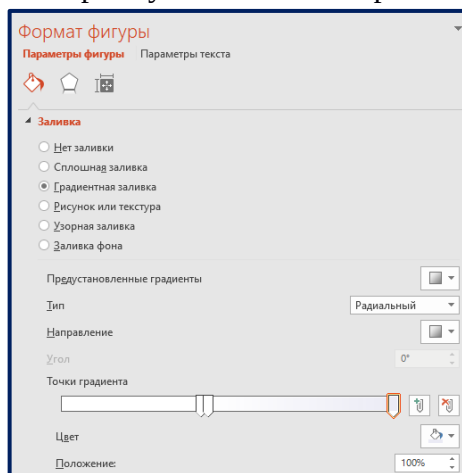 Формат фигуры
Параметры фигуры Параметры текста
Заливка
Нет заливки
Сплошная заливка
Градиентная заливка
Рисунок или текстура
Узорная заливка
Заливка фона
Предустановленные градиенты
Тип Радиальный
Направление
Угол 0°
Точки градиента
Цвет
Положение: 100%